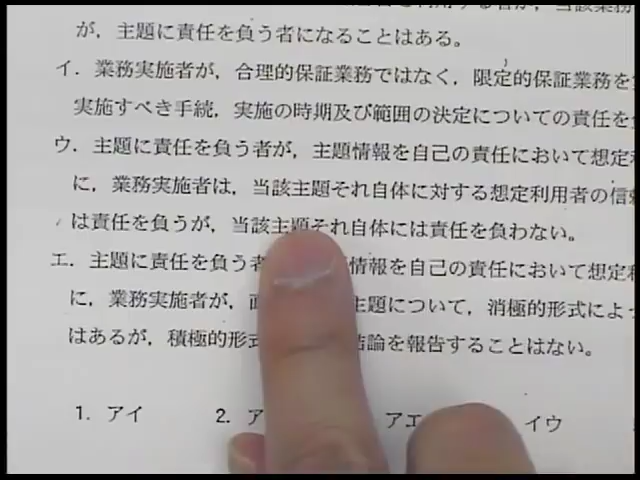 が，主題に責任を負う者になることはある。
イ．業務実施者が，合理的保証業務ではなく，限定的保証業務を
実施すべき手続，実施の時期及び範囲の決定についての責任を
ウ．主題に責任を負う者が，主題情報を自己の責任において想定
に，業務実施者は，当該主題それ自体に対する想定利用者の信
は責任を負うが，当該主題それ自体には責任を負わない。
エ．主題に責任を負う 情報を自己の責任において想定
に，業務実施者が， 主題について，消極的形式によ
はあるが，積極的形式 結論を報告することはない。
1．アイ 2．ア アエ イウ